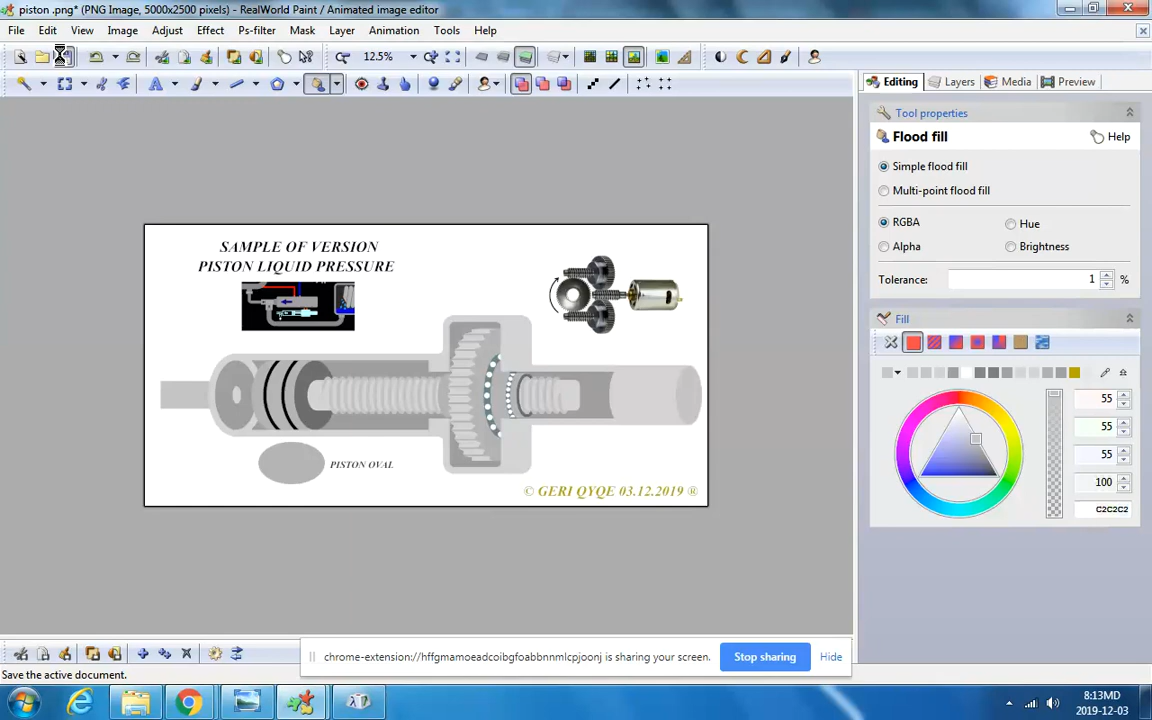 piston .png* (PNG Image, 5000x2500 pixels) - RealWorld Paint / Animated image editor
File Edit View Image Adjust Effect Ps-filter Mask Layer Animation Tools Help
12.5%
Editing Layers Media Preview
Tool properties
Flood fill Help
Simple flood fill
Multi-point flood fill
RGBA Hue
Alpha Brightness
Tolerance: 1 %
Fill
55
55
55
100
C2C2C2
SAMPLE OF VERSION
PISTON LIQUID PRESSURE
PISTON OVAL
© GERI QYQE 03.12.2019 ®
chrome-extension://hffgmamoeadcoibgfoabbnnmlcpjoonj is sharing your screen. Stop sharing Hide
Save the active document.
8:13MD
2019-12-03